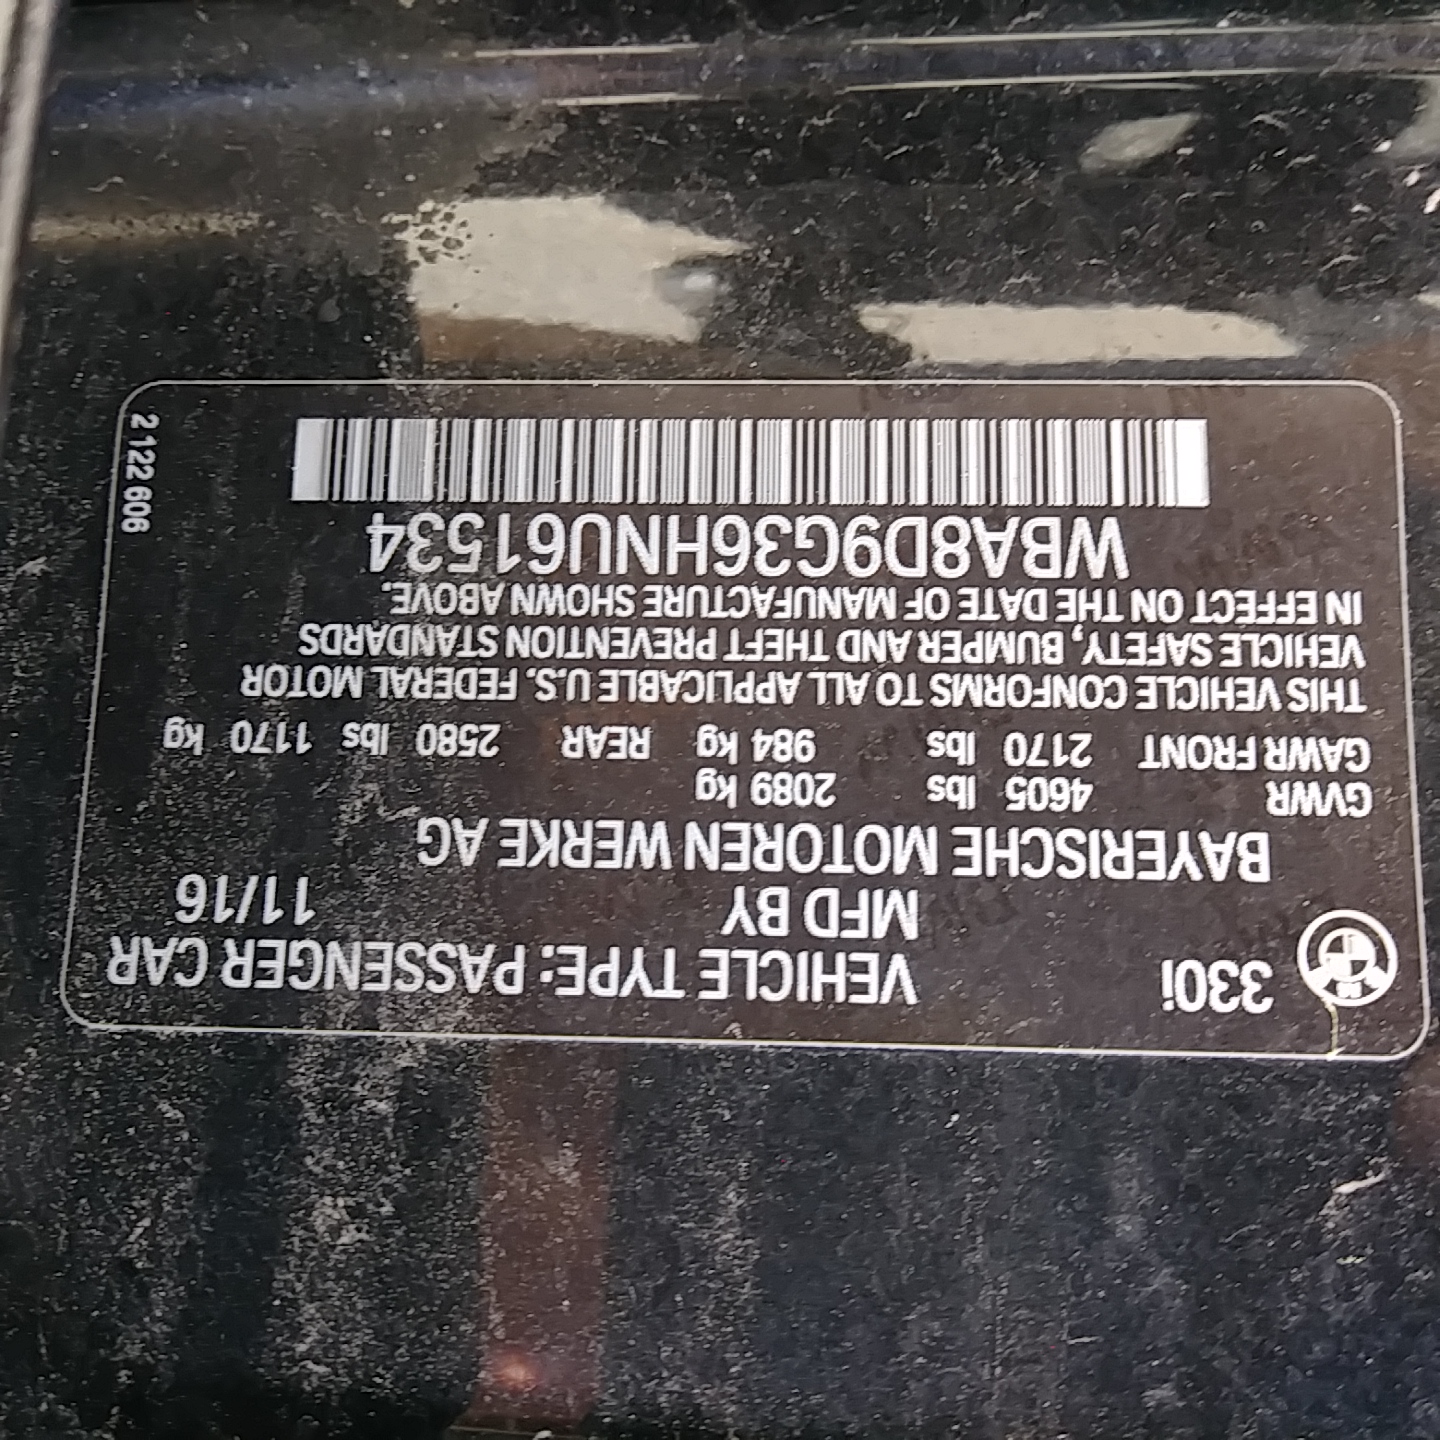 330i VEHICLE TYPE: PASSENGER CAR
MFD BY 11/16
BAYERISCHE MOTOREN WERKE AG
GVWR 4605 lbs 2089 kg
GAWR FRONT 2170 lbs 984 kg REAR 2580 lbs 1170 kg
THIS VEHICLE CONFORMS TO ALL APPLICABLE U.S. FEDERAL MOTOR
VEHICLE SAFETY, BUMPER AND THEFT PREVENTION STANDARDS
IN EFFECT ON THE DATE OF MANUFACTURE SHOWN ABOVE.
WBA8D9G36HNU61534
2 122 606